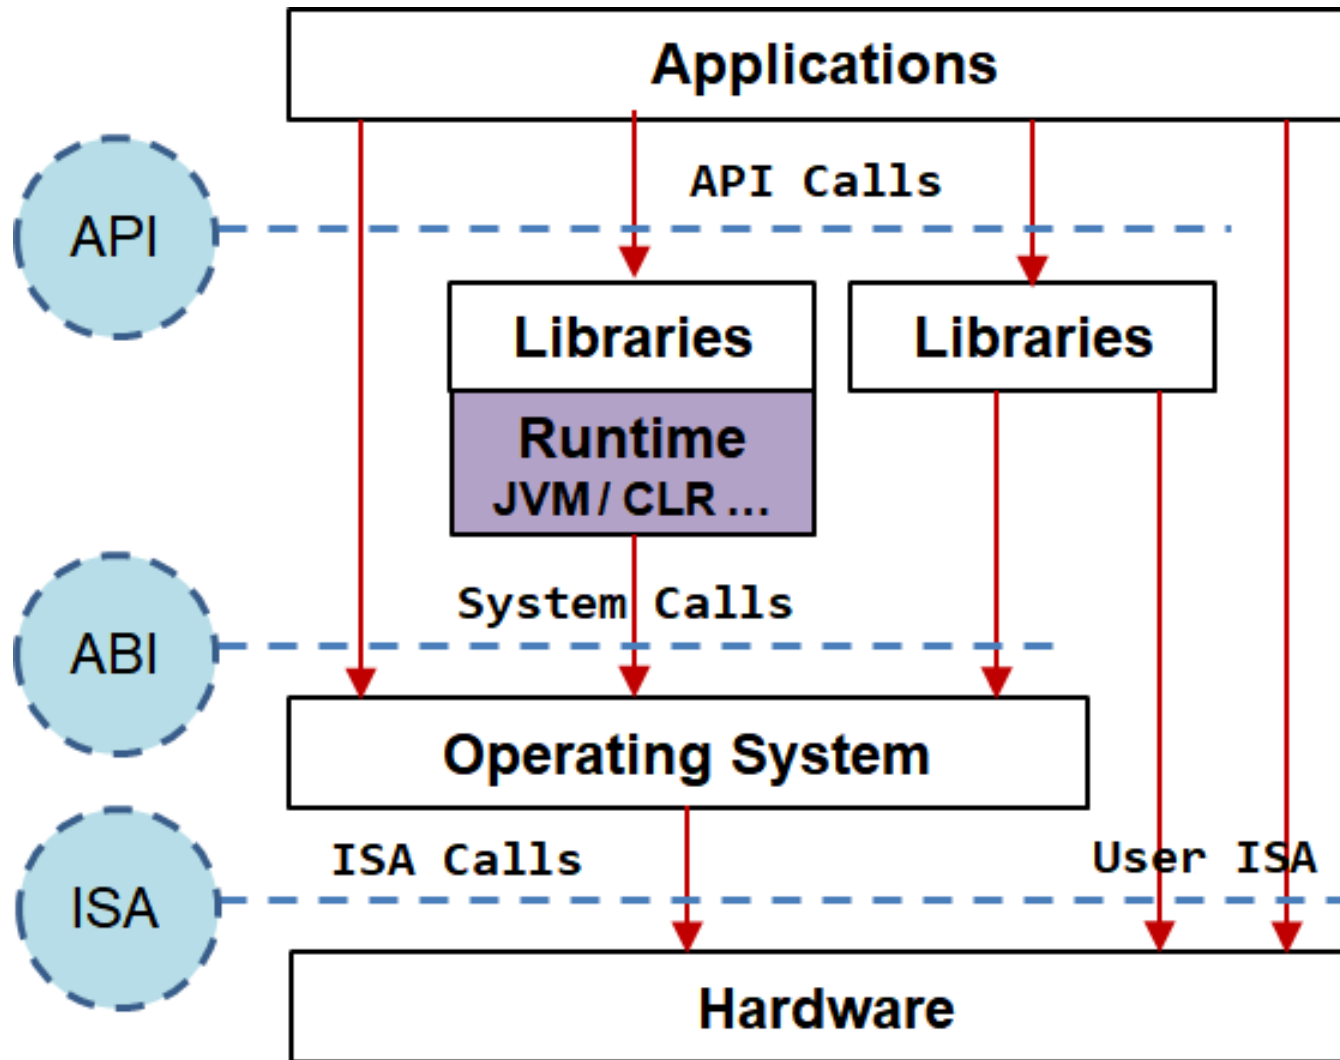 Applications
API Calls
API
Libraries
Libraries
Runtime
JVM / CLR ...
System Calls
ABI
Operating System
ISA Calls
User ISA
ISA
Hardware